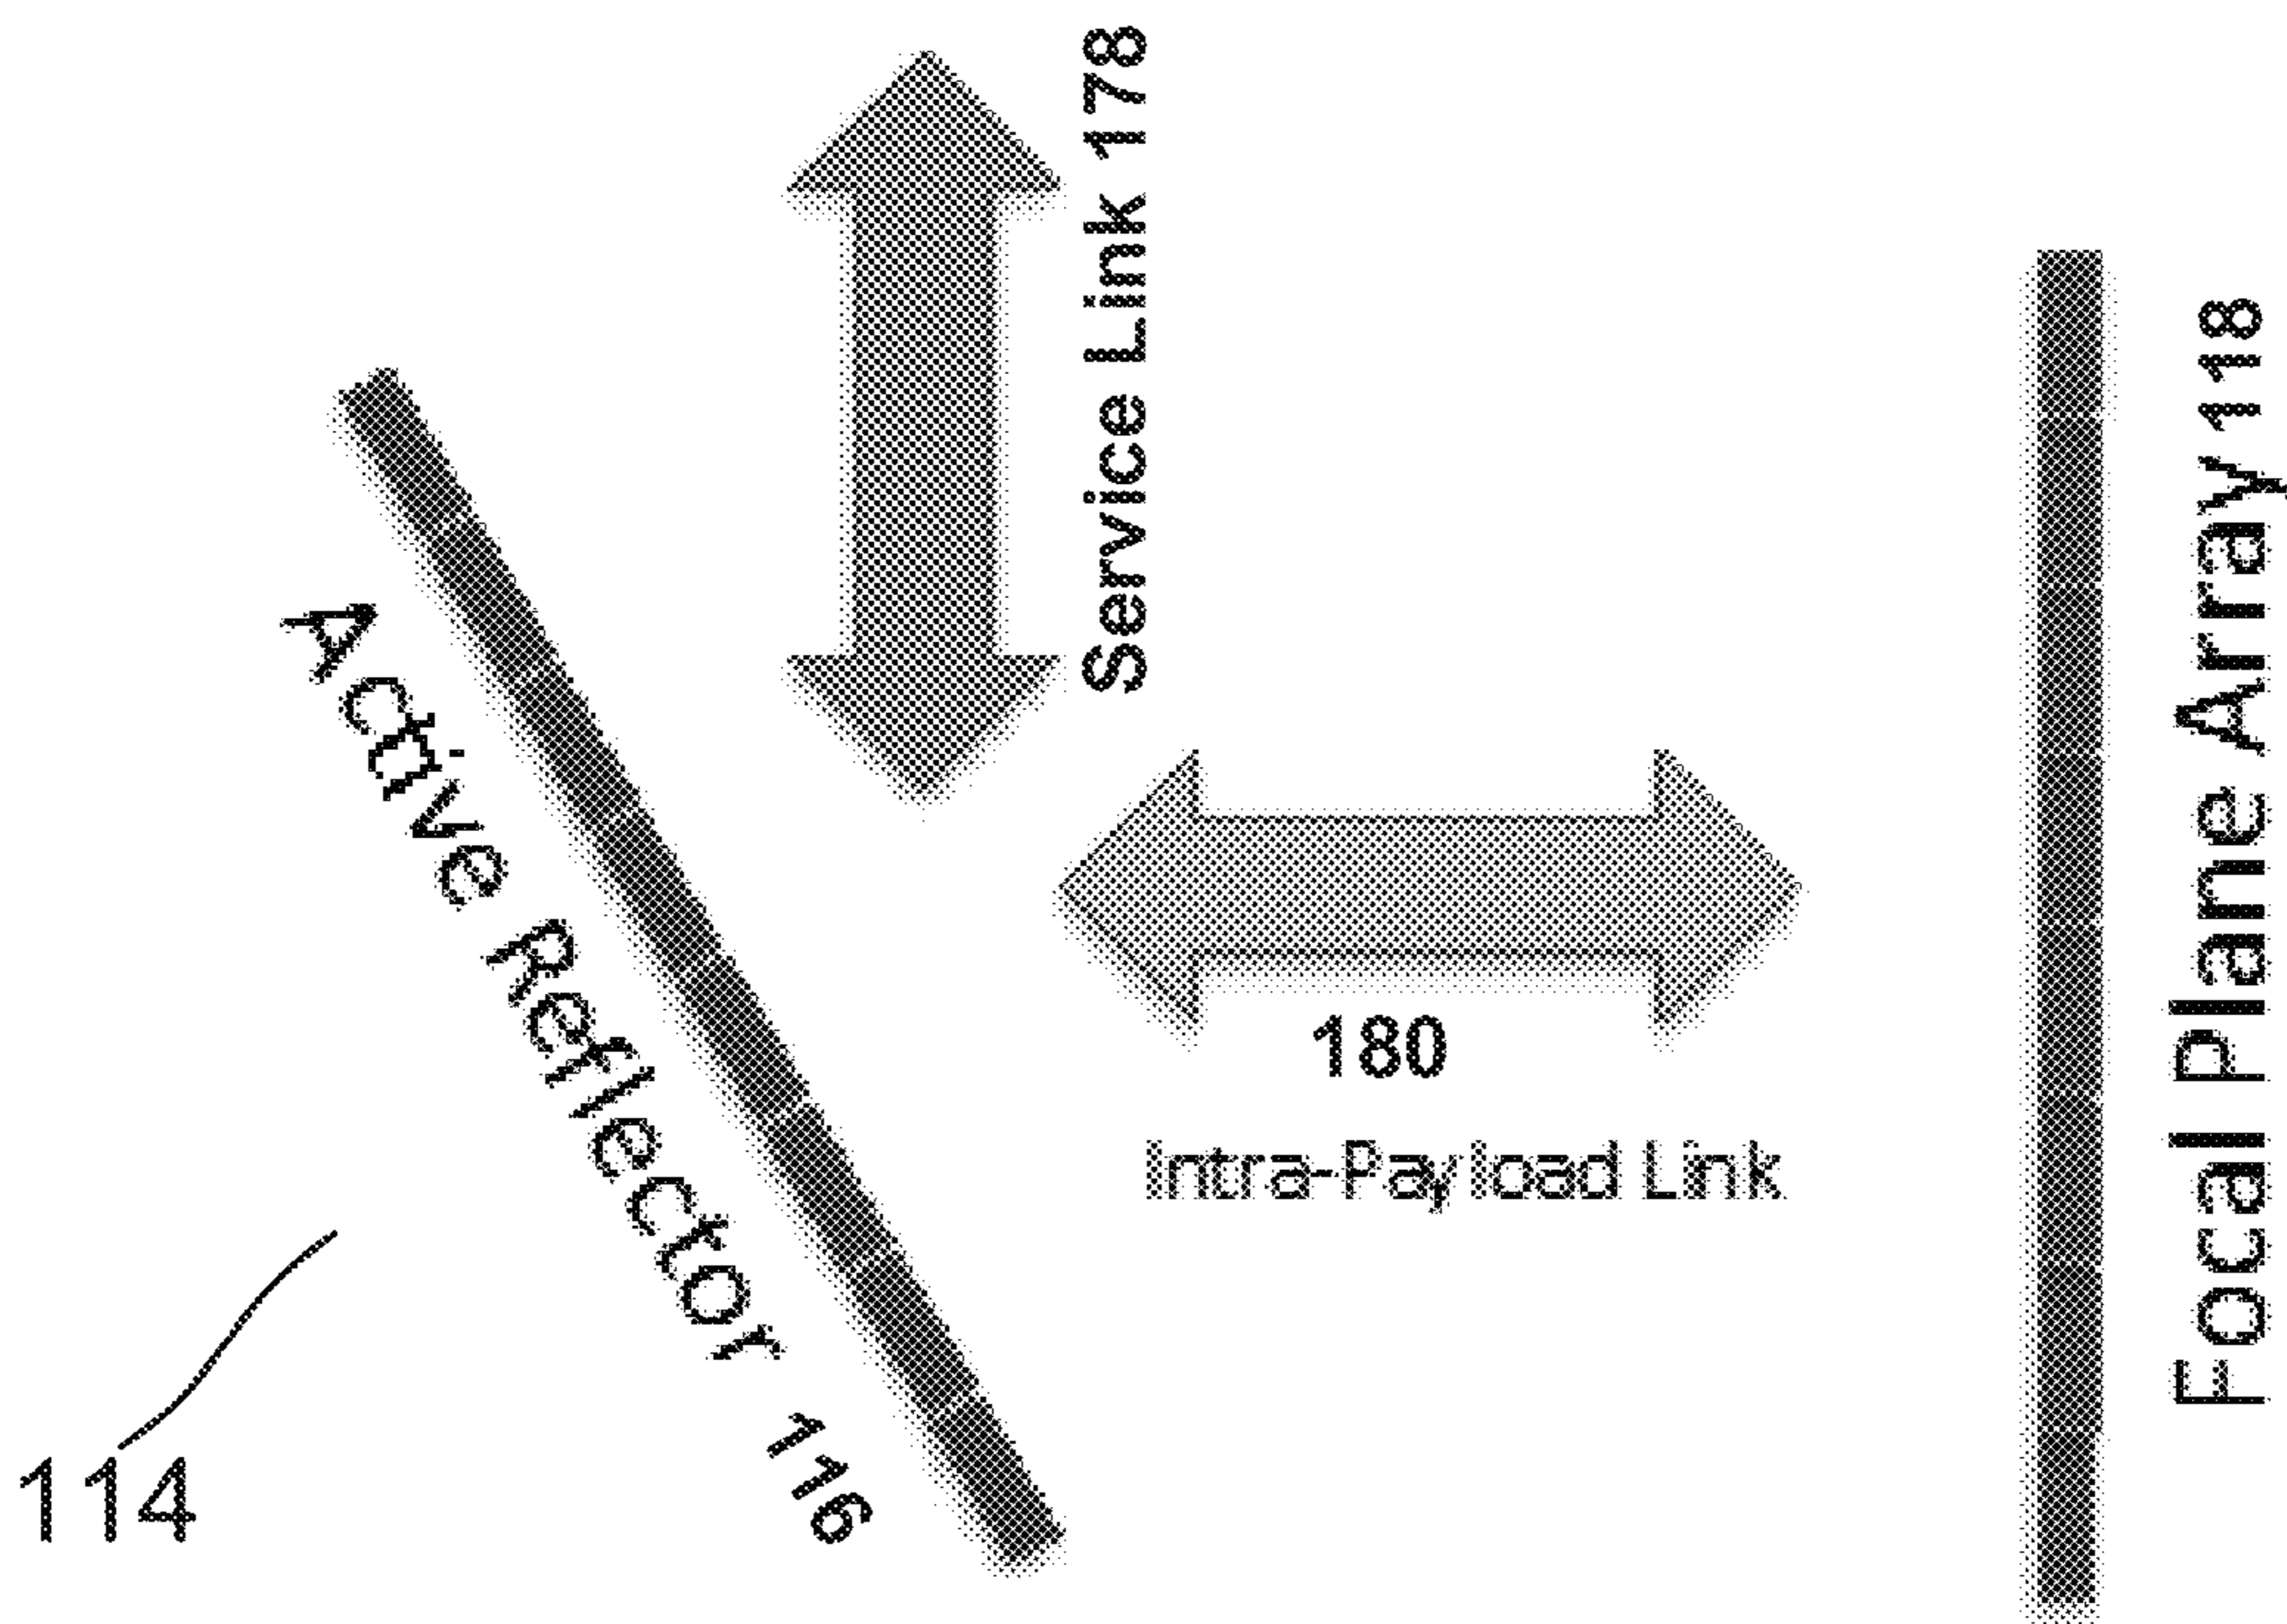 Service Link 178
Active Reflector 116
180
Intra-Payload Link
Focal Plane Array 118
114